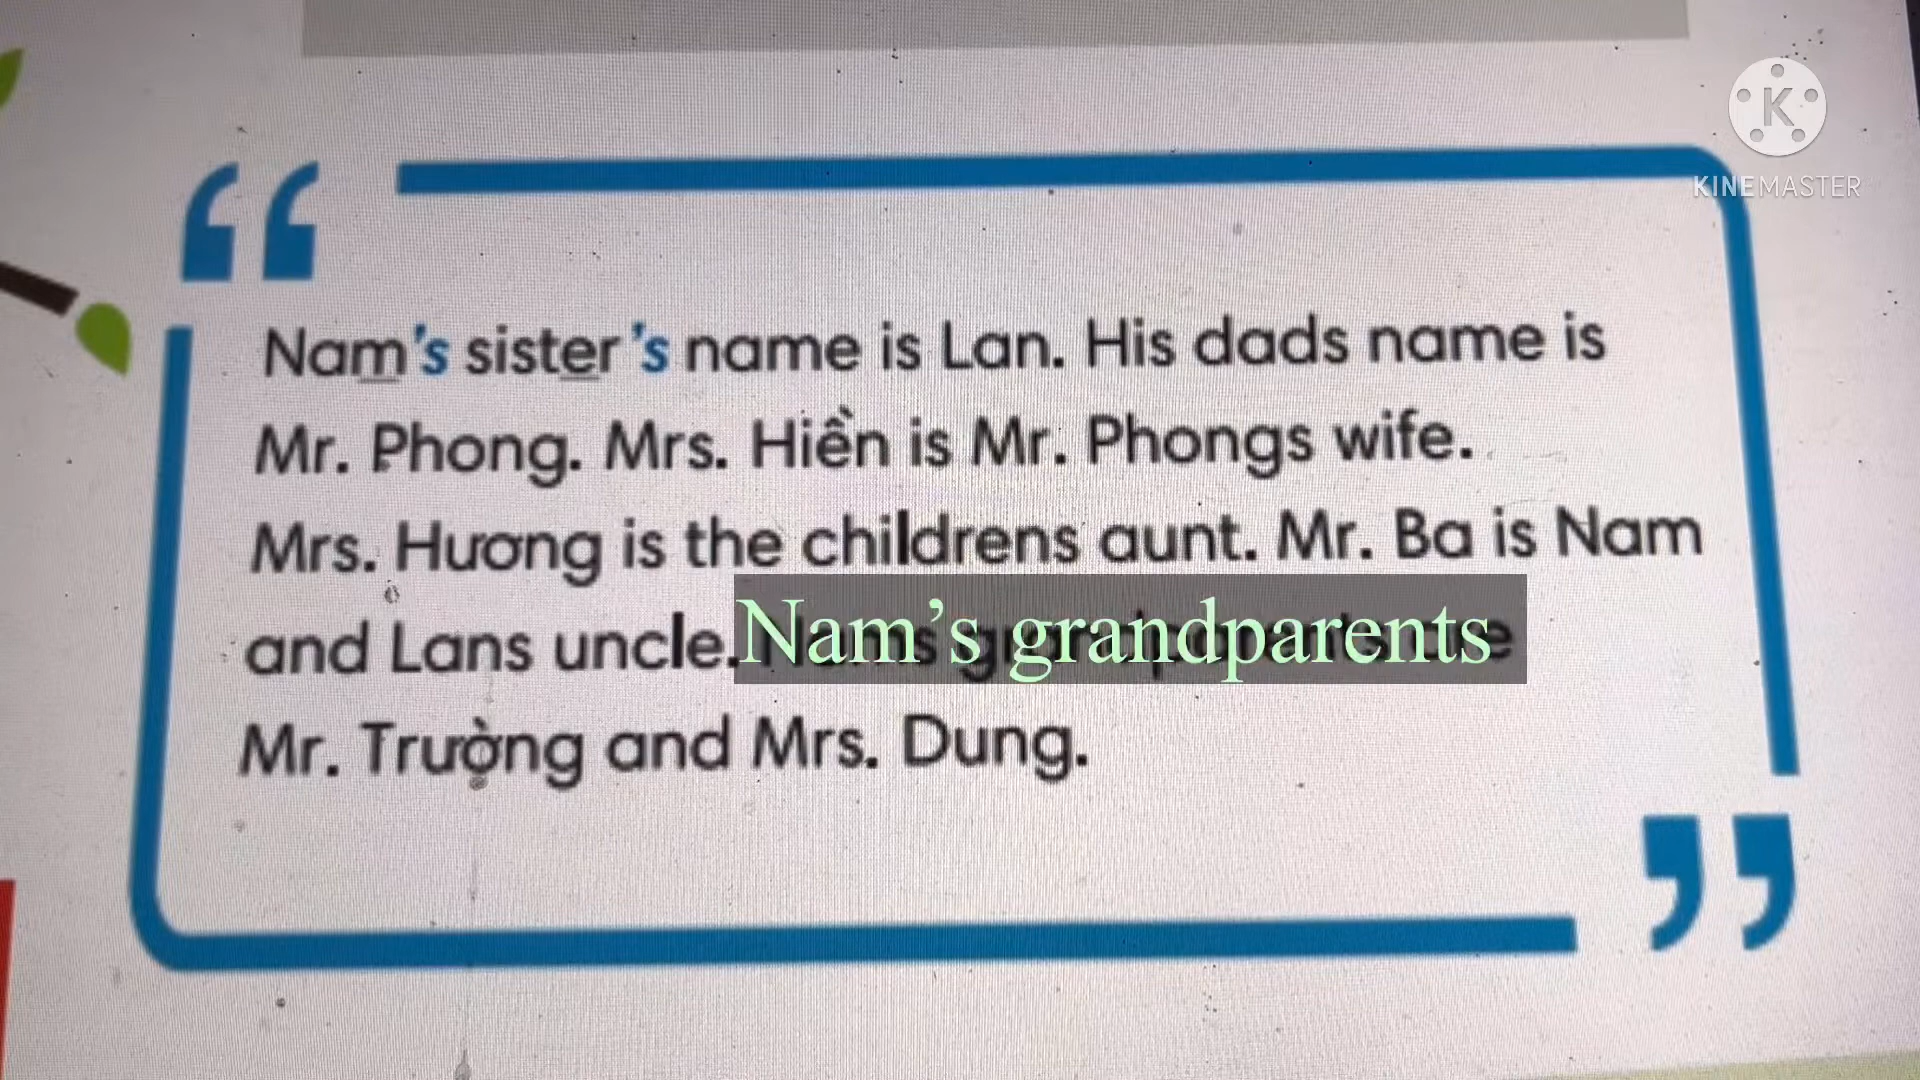 KINEMASTER
Nam's sister's name is Lan. His dads name is
Mr. Phong. Mrs. Hiền is Mr. Phongs wife.
Mrs. Hương is the childrens aunt. Mr. Ba is Nam
and Lans uncle. Nam’s grandparents
Mr. Trường and Mrs. Dung.